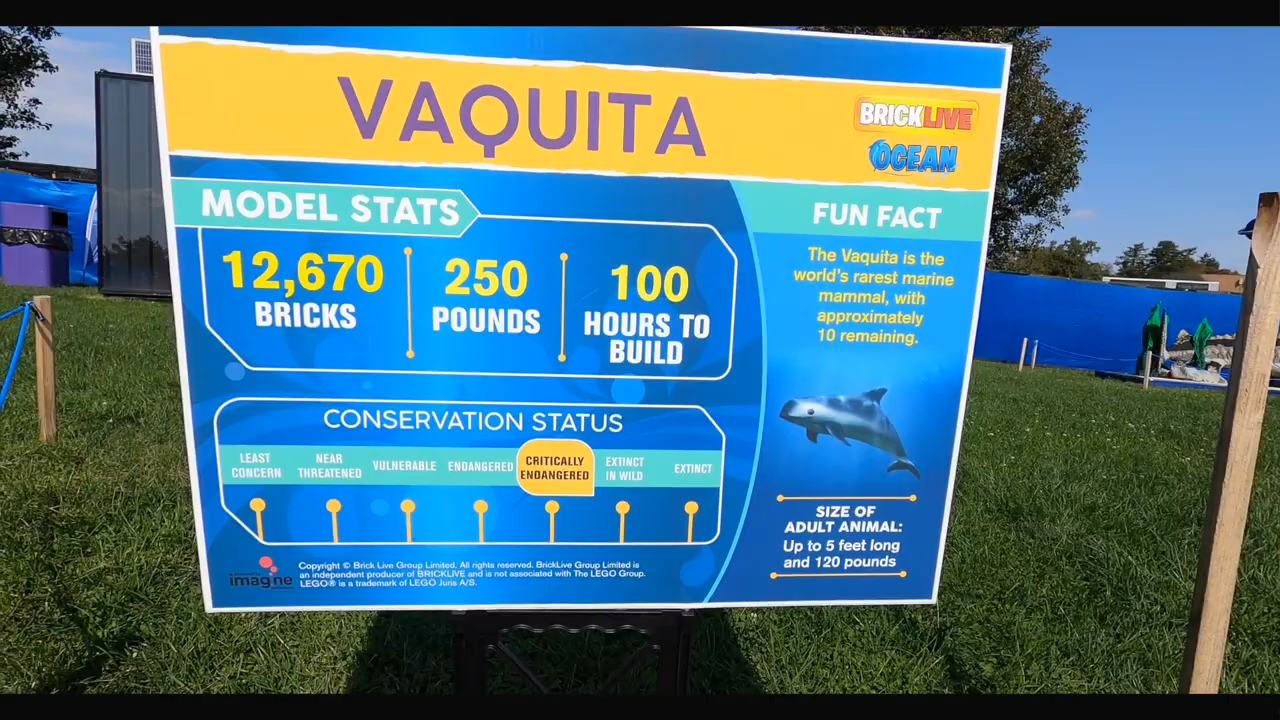 VAQUITA
BRICKLIVE
OCEAN
MODEL STATS
12,670
BRICKS
250
POUNDS
100
HOURS TO
BUILD
CONSERVATION STATUS
LEAST
CONCERN
NEAR
THREATENED
VULNERABLE
ENDANGERED
CRITICALLY
ENDANGERED
EXTINCT
IN WILD
EXTINCT
imagine
Copyright © Brick Live Group Limited. All rights reserved. BrickLive Group Limited is
an independent producer of BRICKLIVE and is not associated with The LEGO Group.
LEGO® is a trademark of LEGO Juris A/S.
FUN FACT
The Vaquita is the
world's rarest marine
mammal, with
approximately
10 remaining.
SIZE OF
ADULT ANIMAL:
Up to 5 feet long
and 120 pounds